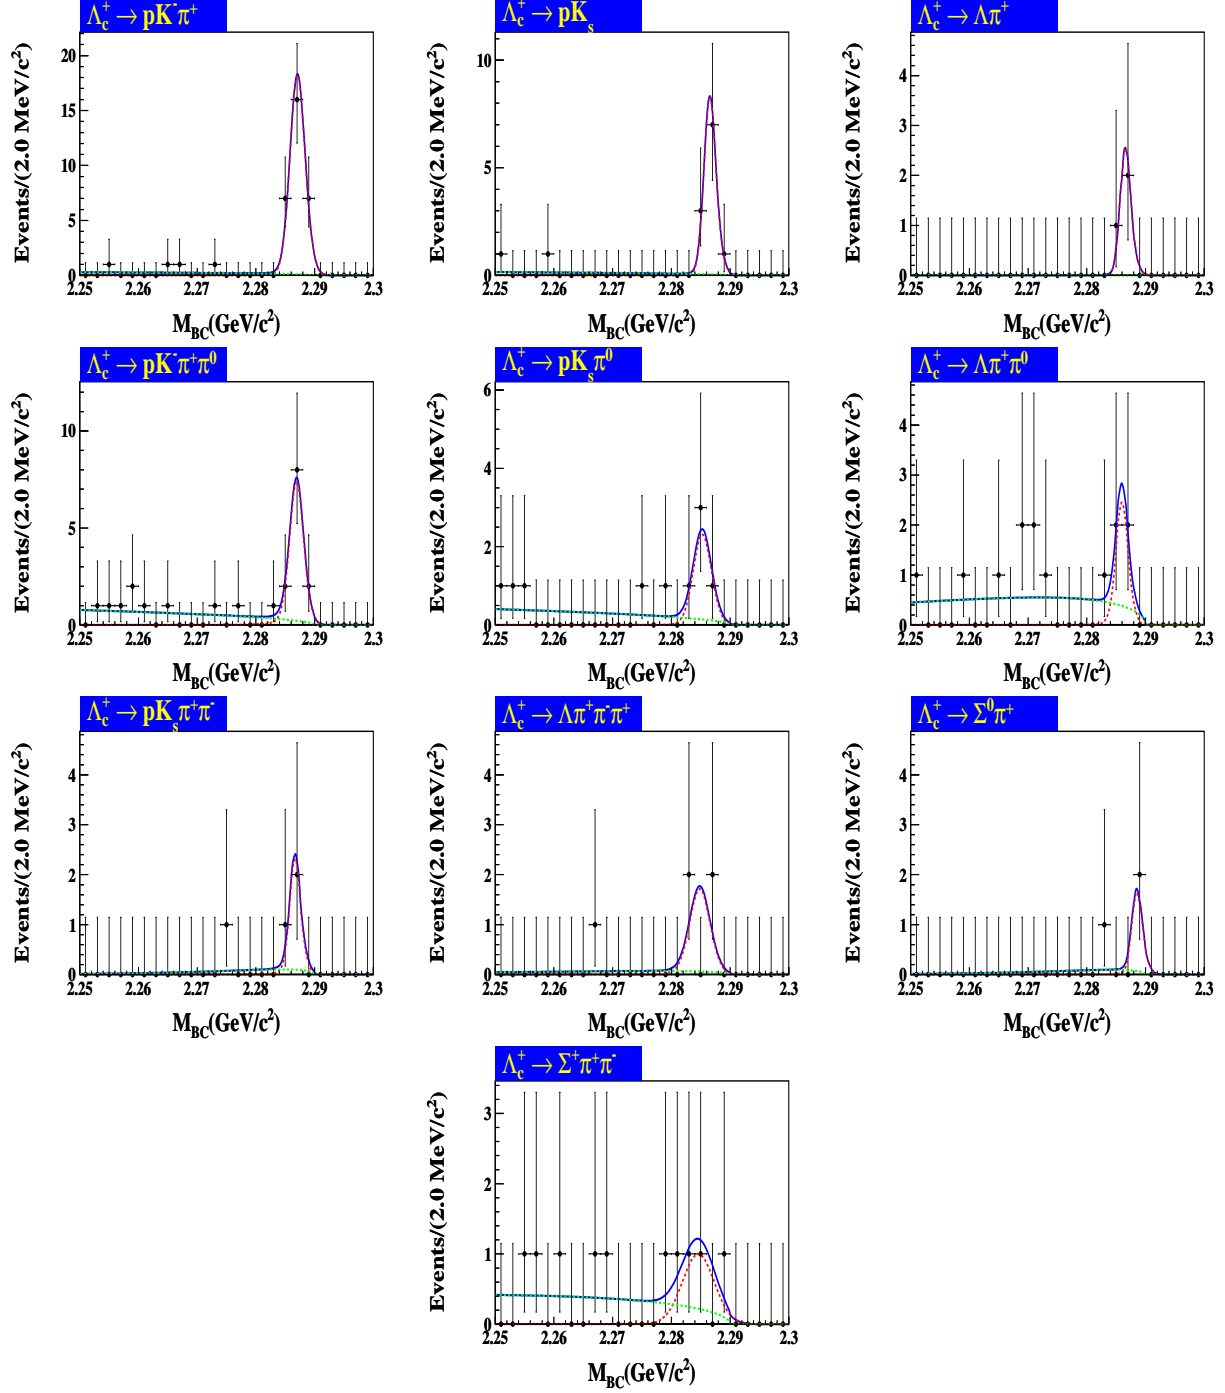 Λc+ → pK-π+
Events/(2.0 MeV/c2)
20
15
10
5
0
2.25 2.26 2.27 2.28 2.29 2.3
MBC(GeV/c2)
Λc+ → pKs
Events/(2.0 MeV/c2)
10
5
0
2.25 2.26 2.27 2.28 2.29 2.3
MBC(GeV/c2)
Λc+ → Λπ+
Events/(2.0 MeV/c2)
4
3
2
1
0
2.25 2.26 2.27 2.28 2.29 2.3
MBC(GeV/c2)
Λc+ → pK-π+π0
Events/(2.0 MeV/c2)
10
5
0
2.25 2.26 2.27 2.28 2.29 2.3
MBC(GeV/c2)
Λc+ → pKsπ0
Events/(2.0 MeV/c2)
6
4
2
0
2.25 2.26 2.27 2.28 2.29 2.3
MBC(GeV/c2)
Λc+ → Λπ+π0
Events/(2.0 MeV/c2)
4
3
2
1
0
2.25 2.26 2.27 2.28 2.29 2.3
MBC(GeV/c2)
Λc+ → pKsπ+π-
Events/(2.0 MeV/c2)
4
3
2
1
0
2.25 2.26 2.27 2.28 2.29 2.3
MBC(GeV/c2)
Λc+ → Λπ+π-π+
Events/(2.0 MeV/c2)
4
3
2
1
0
2.25 2.26 2.27 2.28 2.29 2.3
MBC(GeV/c2)
Λc+ → Σ0π+
Events/(2.0 MeV/c2)
4
3
2
1
0
2.25 2.26 2.27 2.28 2.29 2.3
MBC(GeV/c2)
Λc+ → Σ+π+π-
Events/(2.0 MeV/c2)
3
2
1
0
2.25 2.26 2.27 2.28 2.29 2.3
MBC(GeV/c2)